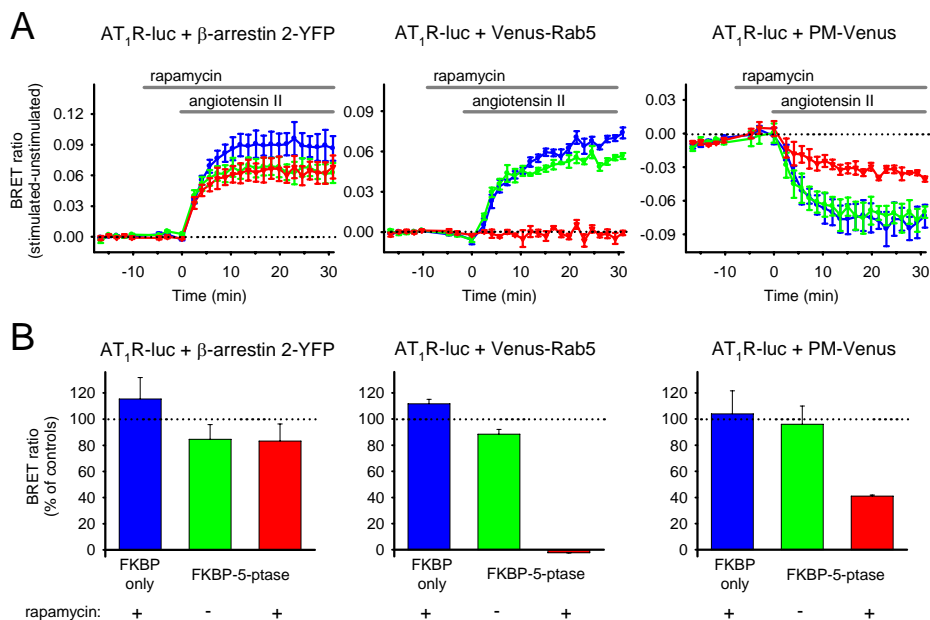 A
AT1R-luc + β-arrestin 2-YFP
AT1R-luc + Venus-Rab5
AT1R-luc + PM-Venus
rapamycin
angiotensin II
rapamycin
angiotensin II
rapamycin
angiotensin II
BRET ratio
(stimulated-unstimulated)
0.12
0.09
0.06
0.03
0.00
0.09
0.06
0.03
0.00
0.03
0.00
-0.03
-0.06
-0.09
-10 0 10 20 30
-10 0 10 20 30
-10 0 10 20 30
Time (min)
Time (min)
Time (min)
B
AT1R-luc + β-arrestin 2-YFP
AT1R-luc + Venus-Rab5
AT1R-luc + PM-Venus
BRET ratio
(% of controls)
120
100
80
60
40
20
0
120
100
80
60
40
20
0
120
100
80
60
40
20
0
FKBP
only
FKBP-5-ptase
FKBP
only
FKBP-5-ptase
FKBP
only
FKBP-5-ptase
rapamycin: + - + + - + + - +